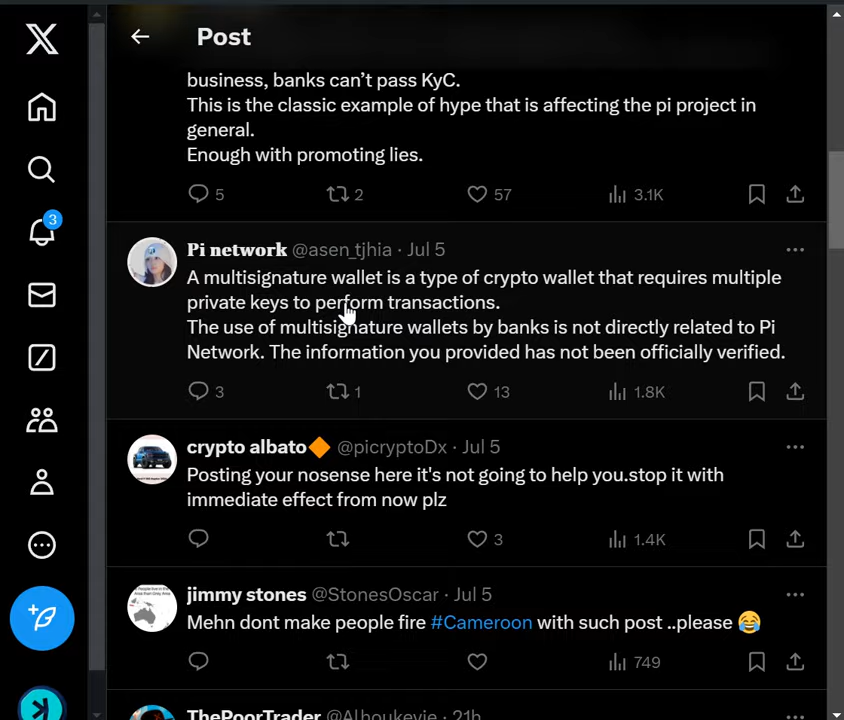 Post
business, banks can’t pass KyC.
This is the classic example of hype that is affecting the pi project in
general.
Enough with promoting lies.
5 2 57 3.1K
3
Pi network @asen_tjhia · Jul 5
A multisignature wallet is a type of crypto wallet that requires multiple
private keys to perform transactions.
The use of multisignature wallets by banks is not directly related to Pi
Network. The information you provided has not been officially verified.
3 1 13 1.8K
crypto albato🔶 @picryptoDx · Jul 5
Posting your nosense here it's not going to help you.stop it with
immediate effect from now plz
3 1.4K
jimmy stones @StonesOscar · Jul 5
Mehn dont make people fire #Cameroon with such post ..please 😂
749
ThePoorTrader @Alhoukevie · 21h